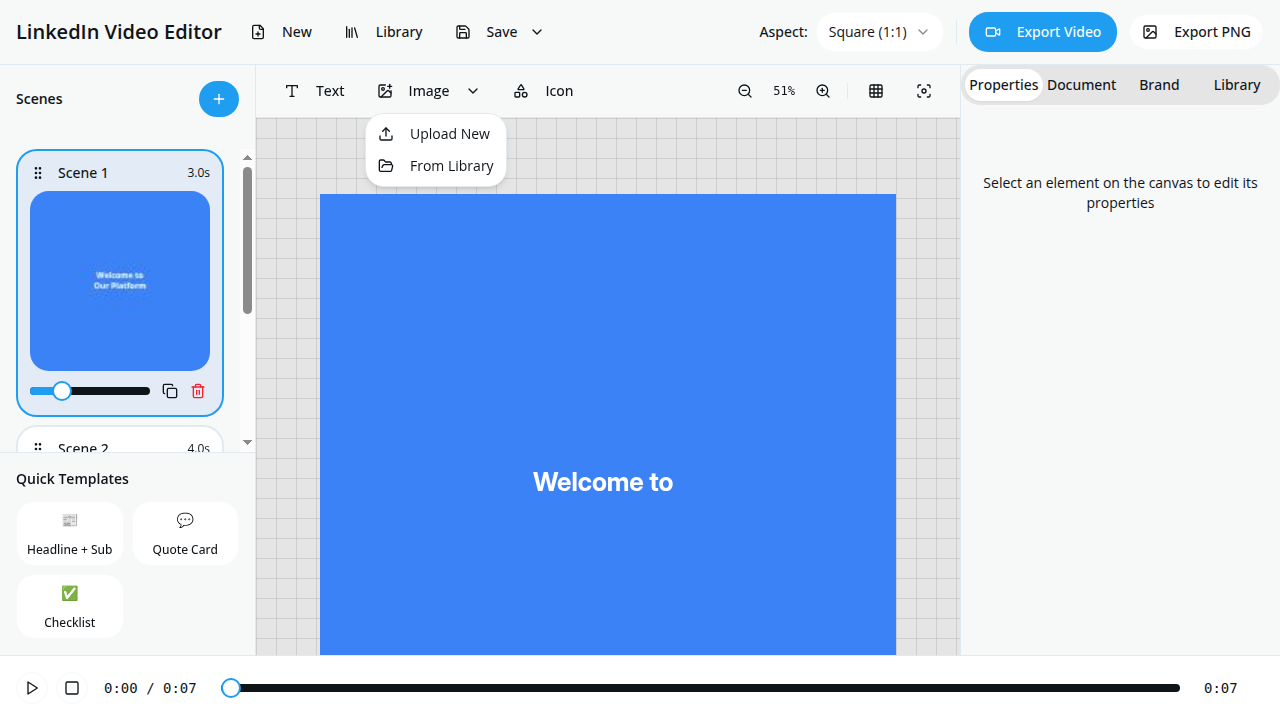 LinkedIn Video Editor
New
Library
Save
Aspect:
Square (1:1)
Export Video
Export PNG
Scenes
Text
Image
Icon
51%
Properties
Document
Brand
Library
Upload New
From Library
Scene 1
3.0s
Welcome to
Our Platform
Scene 2
4.0s
Select an element on the canvas to edit its
properties
Welcome to
Quick Templates
Headline + Sub
Quote Card
Checklist
0:00 / 0:07
0:07